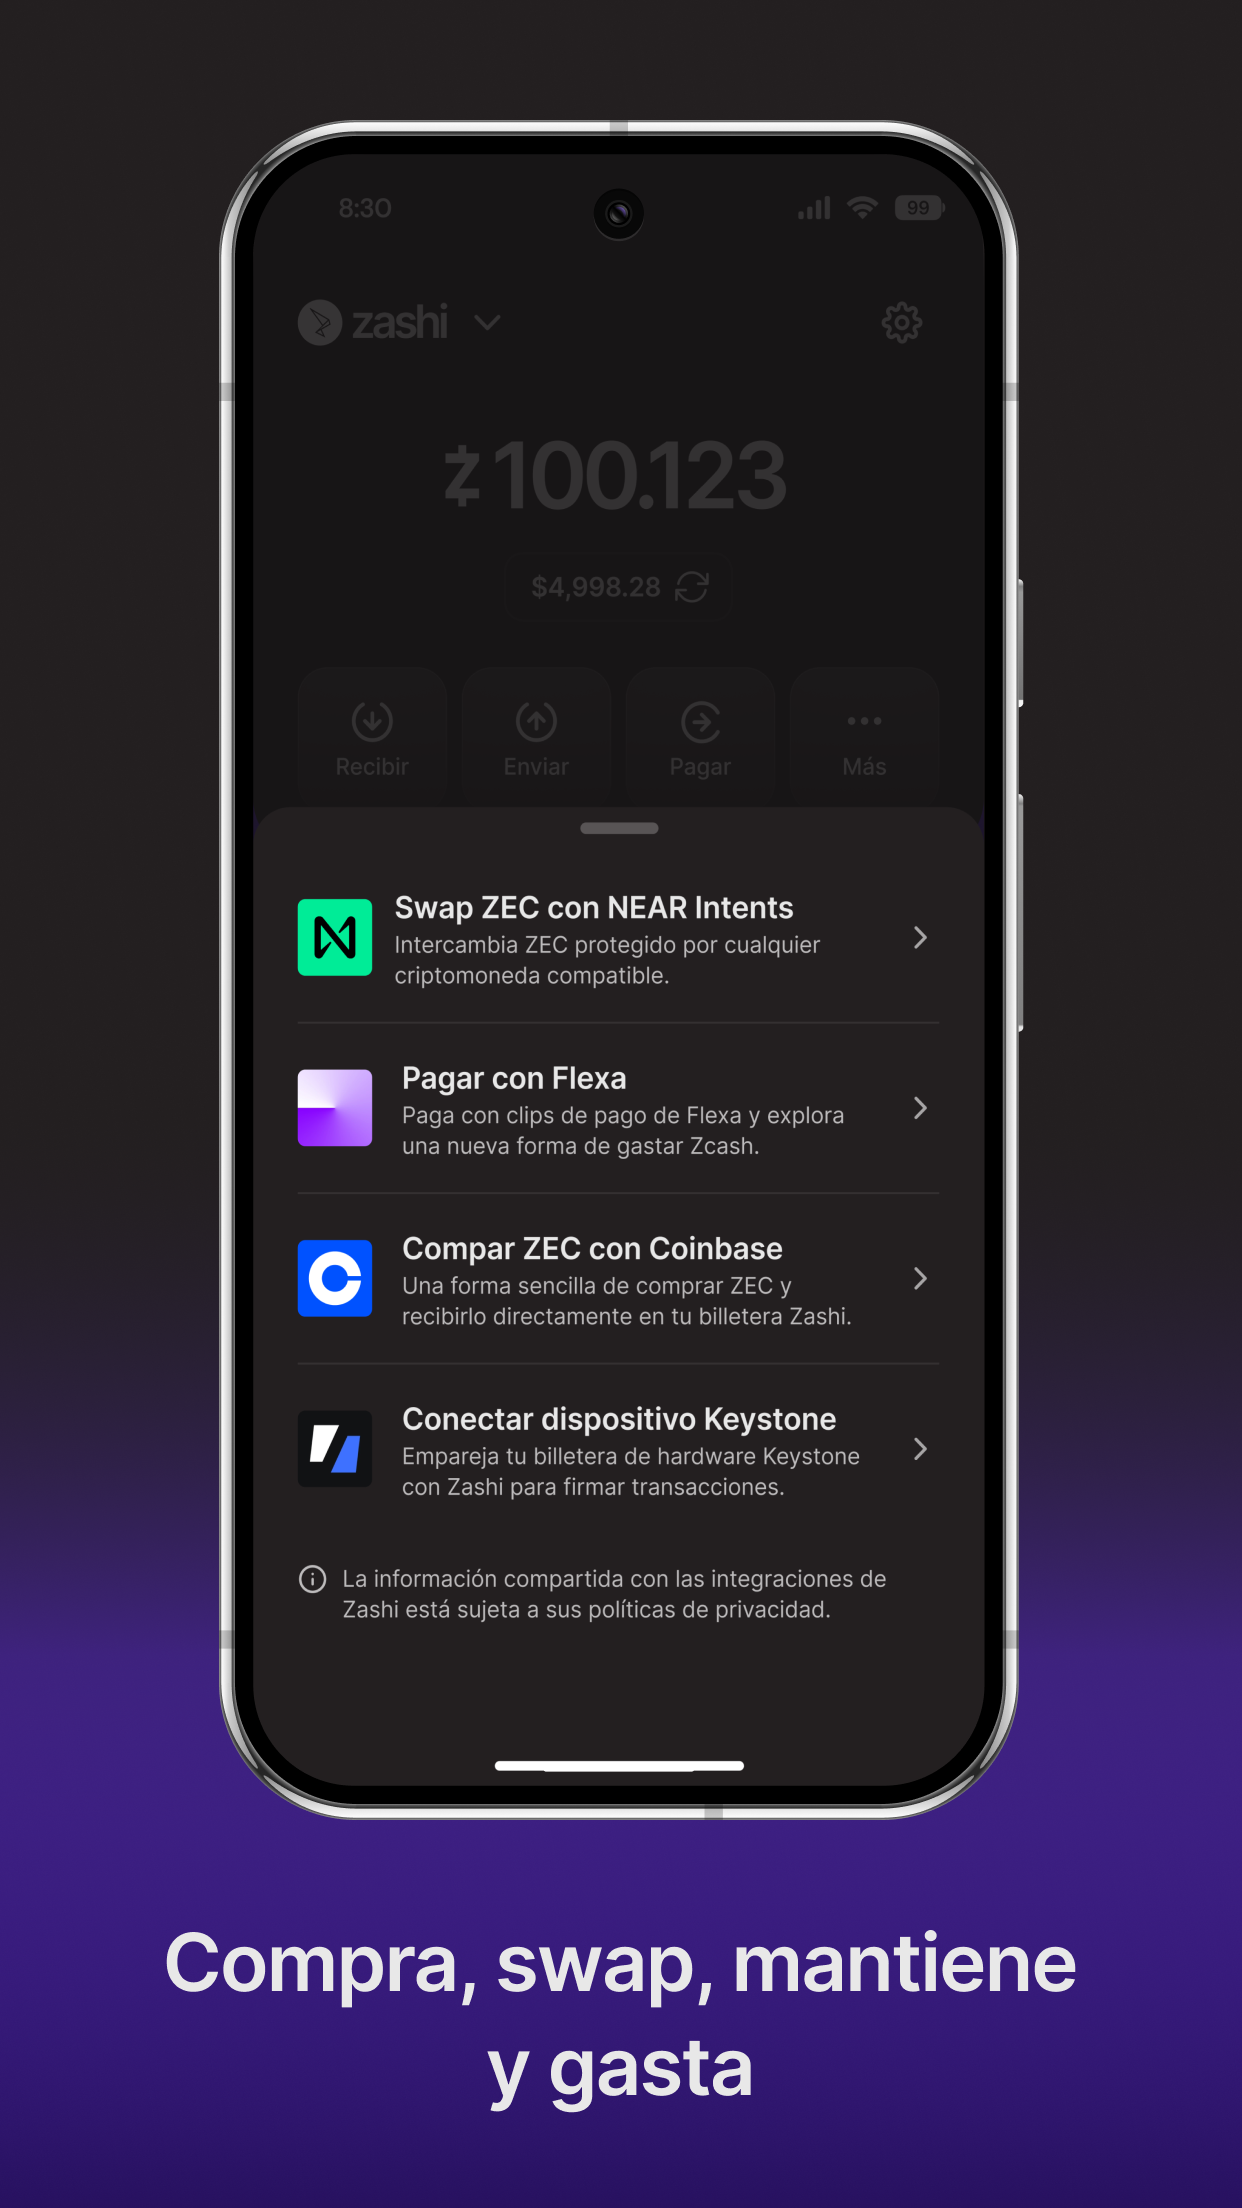 8:30
99
zashi
100.123
$4,998.28
Recibir
Enviar
Pagar
Más
Swap ZEC con NEAR Intents
Intercambia ZEC protegido por cualquier
criptomoneda compatible.
Pagar con Flexa
Paga con clips de pago de Flexa y explora
una nueva forma de gastar Zcash.
Compar ZEC con Coinbase
Una forma sencilla de comprar ZEC y
recibirlo directamente en tu billetera Zashi.
Conectar dispositivo Keystone
Empareja tu billetera de hardware Keystone
con Zashi para firmar transacciones.
La información compartida con las integraciones de
Zashi está sujeta a sus políticas de privacidad.
Compra, swap, mantiene
y gasta